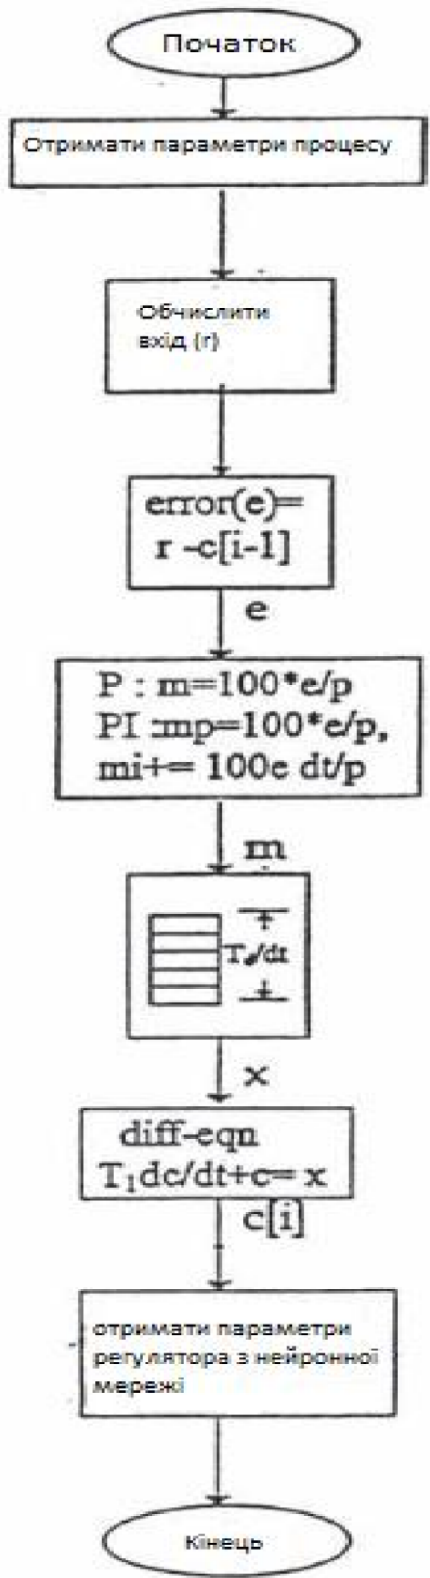 Початок
Отримати параметри процесу
Обчислити
вхід (r)
error(e)=
r -c[i-1]
e
P : m=100*e/p
PI :mp=100*e/p,
mi+= 100e dt/p
m
T_d/dt
x
diff-eqn
T₁dc/dt+c= x
c[i]
отримати параметри
регулятора з нейронної
мережі
Кінець